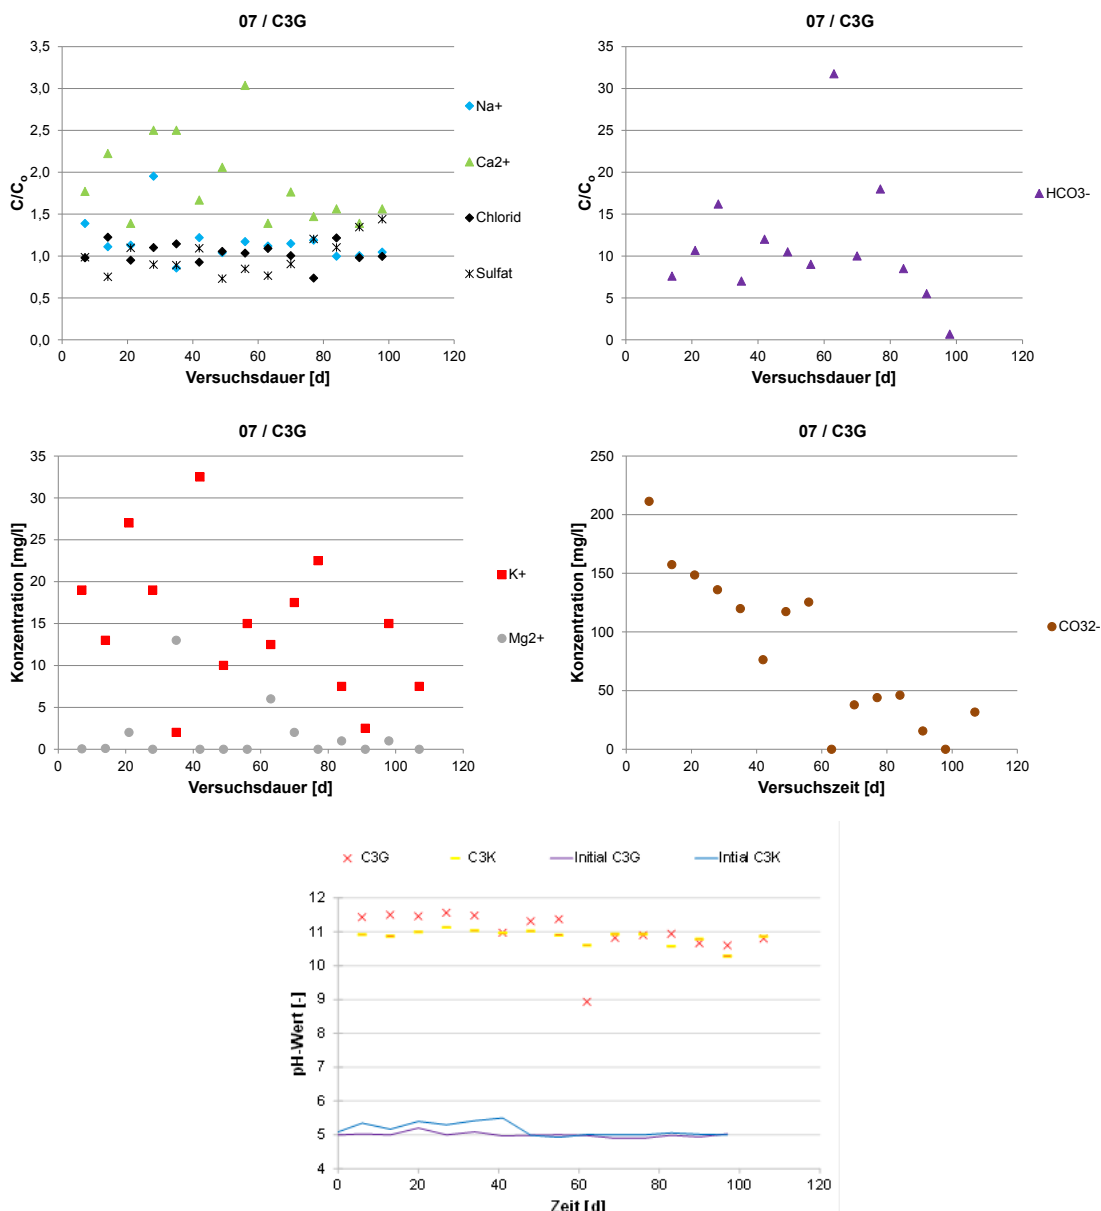 07 / C3G
3,5
3,0
2,5
2,0
1,5
1,0
0,5
0,0
C/Co
0 20 40 60 80 100 120
Versuchsdauer [d]
Na+
Ca2+
Chlorid
Sulfat
07 / C3G
35
30
25
20
15
10
5
0
C/Co
0 20 40 60 80 100 120
Versuchsdauer [d]
HCO3-
07 / C3G
35
30
25
20
15
10
5
0
Konzentration [mg/l]
0 20 40 60 80 100 120
Versuchsdauer [d]
K+
Mg2+
07 / C3G
250
200
150
100
50
0
Konzentration [mg/l]
0 20 40 60 80 100 120
Versuchszeit [d]
CO32-
C3G C3K Initial C3G Intial C3K
12
11
10
9
8
7
6
5
4
pH-Wert [-]
0 20 40 60 80 100 120
Zeit [d]